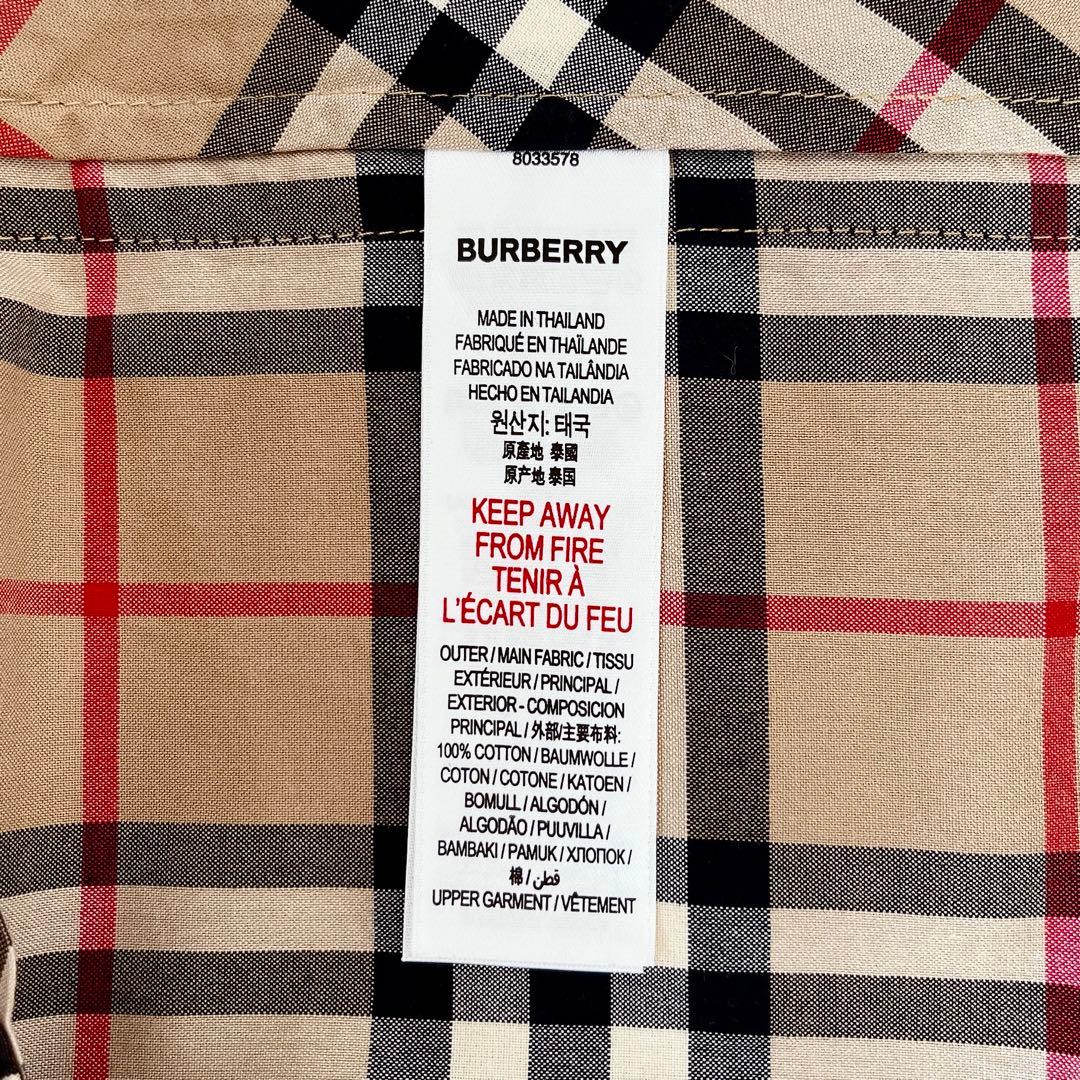 8033578
BURBERRY
MADE IN THAILAND
FABRIQUÉ EN THAÏLANDE
FABRICADO NA TAILÂNDIA
HECHO EN TAILANDIA
원산지: 태국
原產地 泰國
原产地 泰国
KEEP AWAY
FROM FIRE
TENIR À
L'ÉCART DU FEU
OUTER / MAIN FABRIC / TISSU
EXTÉRIEUR / PRINCIPAL /
EXTERIOR - COMPOSICION
PRINCIPAL / 外部/主要布料:
100% COTTON / BAUMWOLLE /
COTON / COTONE / KATOEN /
BOMULL / ALGODÓN /
ALGODÃO / PUUVILLA /
BAMBAKI / PAMUK / ХЛОПОК /
棉 / قطن
UPPER GARMENT / VÊTEMENT